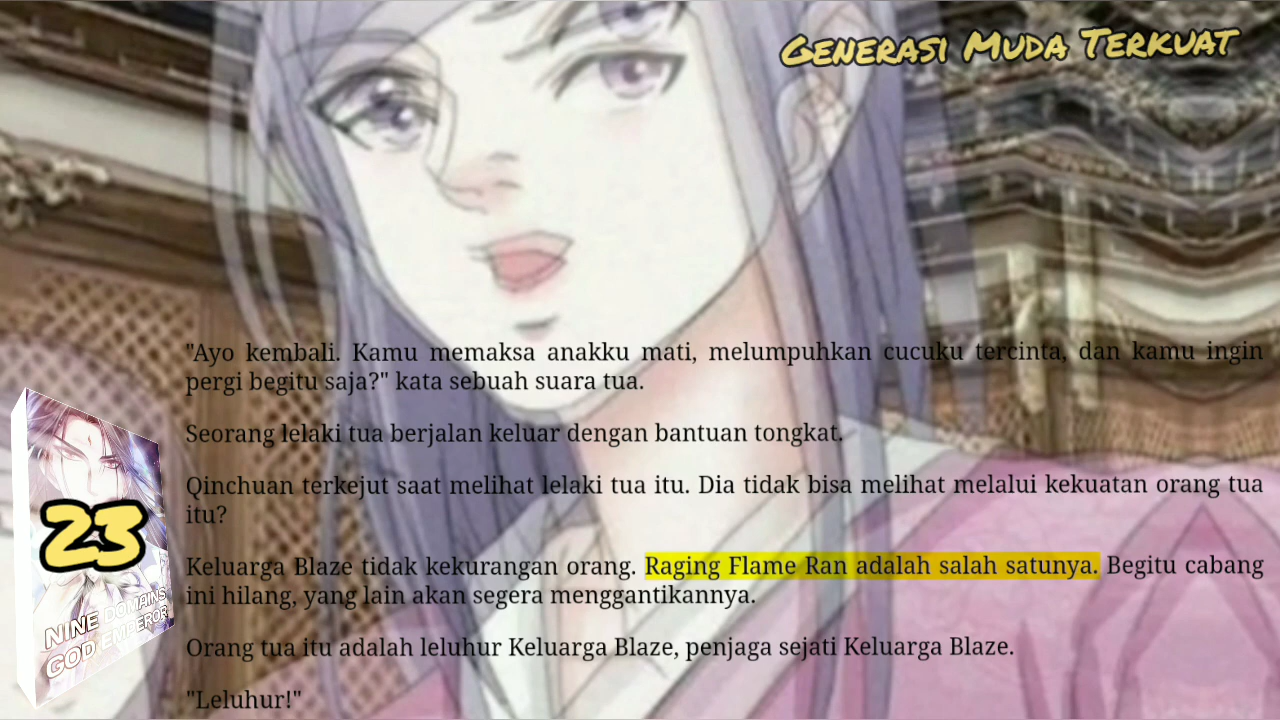 Generasi Muda Terkuat
"Ayo kembali. Kamu memaksa anakku mati, melumpuhkan cucuku tercinta, dan kamu ingin
pergi begitu saja?" kata sebuah suara tua.
Seorang lelaki tua berjalan keluar dengan bantuan tongkat.
Qinchuan terkejut saat melihat lelaki tua itu. Dia tidak bisa melihat melalui kekuatan orang tua
itu?
Keluarga Blaze tidak kekurangan orang. Raging Flame Ran adalah salah satunya. Begitu cabang
ini hilang, yang lain akan segera menggantikannya.
Orang tua itu adalah leluhur Keluarga Blaze, penjaga sejati Keluarga Blaze.
"Leluhur!"
23
NINE DOMAINS
GOD EMPEROR